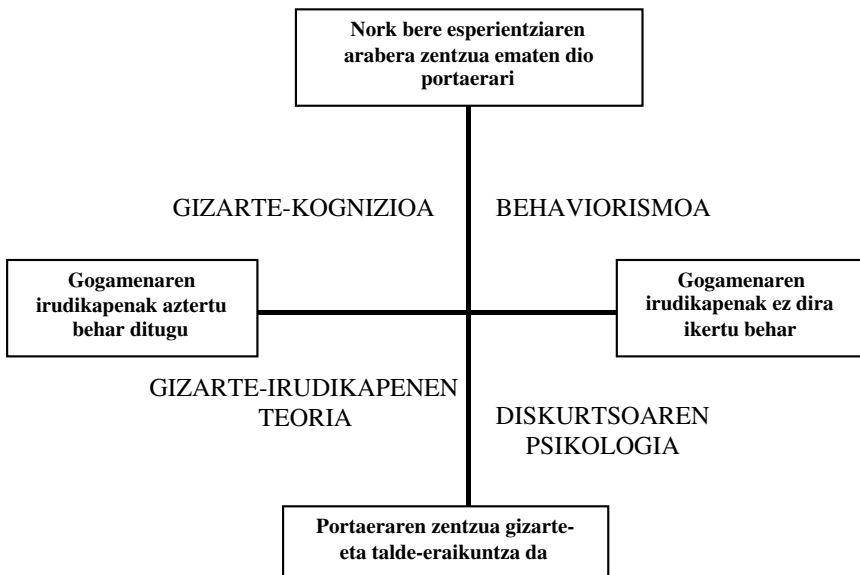 Nork bere esperientziaren
arabera zentzua ematen dio
portaerari
GIZARTE-KOGNIZIOA
BEHAVIORISMOA
Gogamenaren
irudikapenak aztertu
behar ditugu
Gogamenaren
irudikapenak ez dira
ikertu behar
GIZARTE-IRUDIKAPENEN
TEORIA
DISKURTSOAREN
PSIKOLOGIA
Portaeraren zentzua gizarte-
eta talde-eraikuntza da